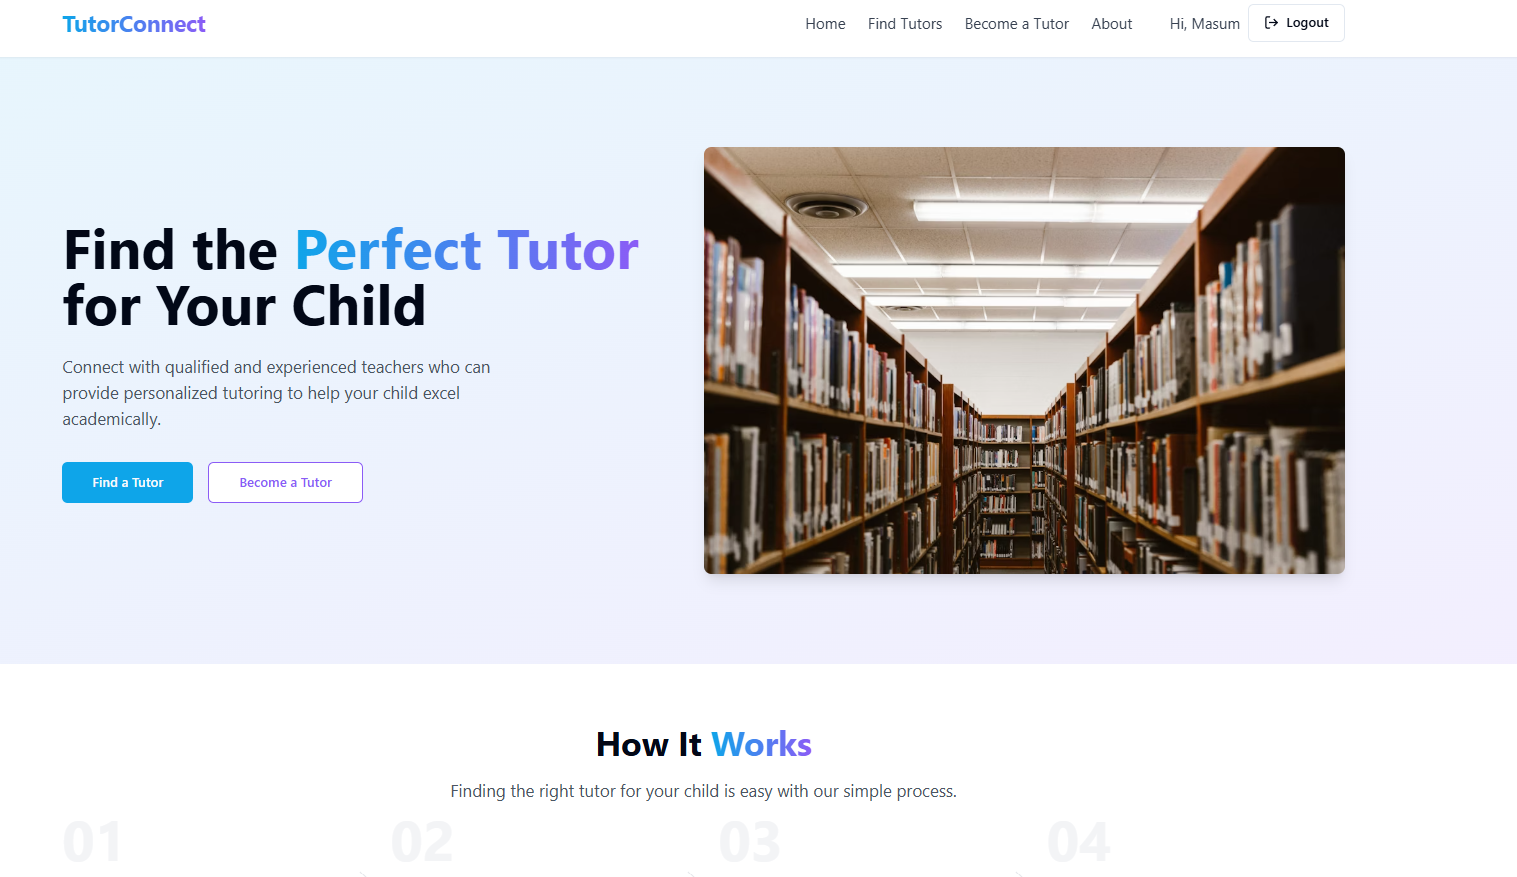 TutorConnect
Home Find Tutors Become a Tutor About Hi, Masum Logout
Find the Perfect Tutor
for Your Child
Connect with qualified and experienced teachers who can
provide personalized tutoring to help your child excel
academically.
Find a Tutor Become a Tutor
How It Works
Finding the right tutor for your child is easy with our simple process.
01 02 03 04